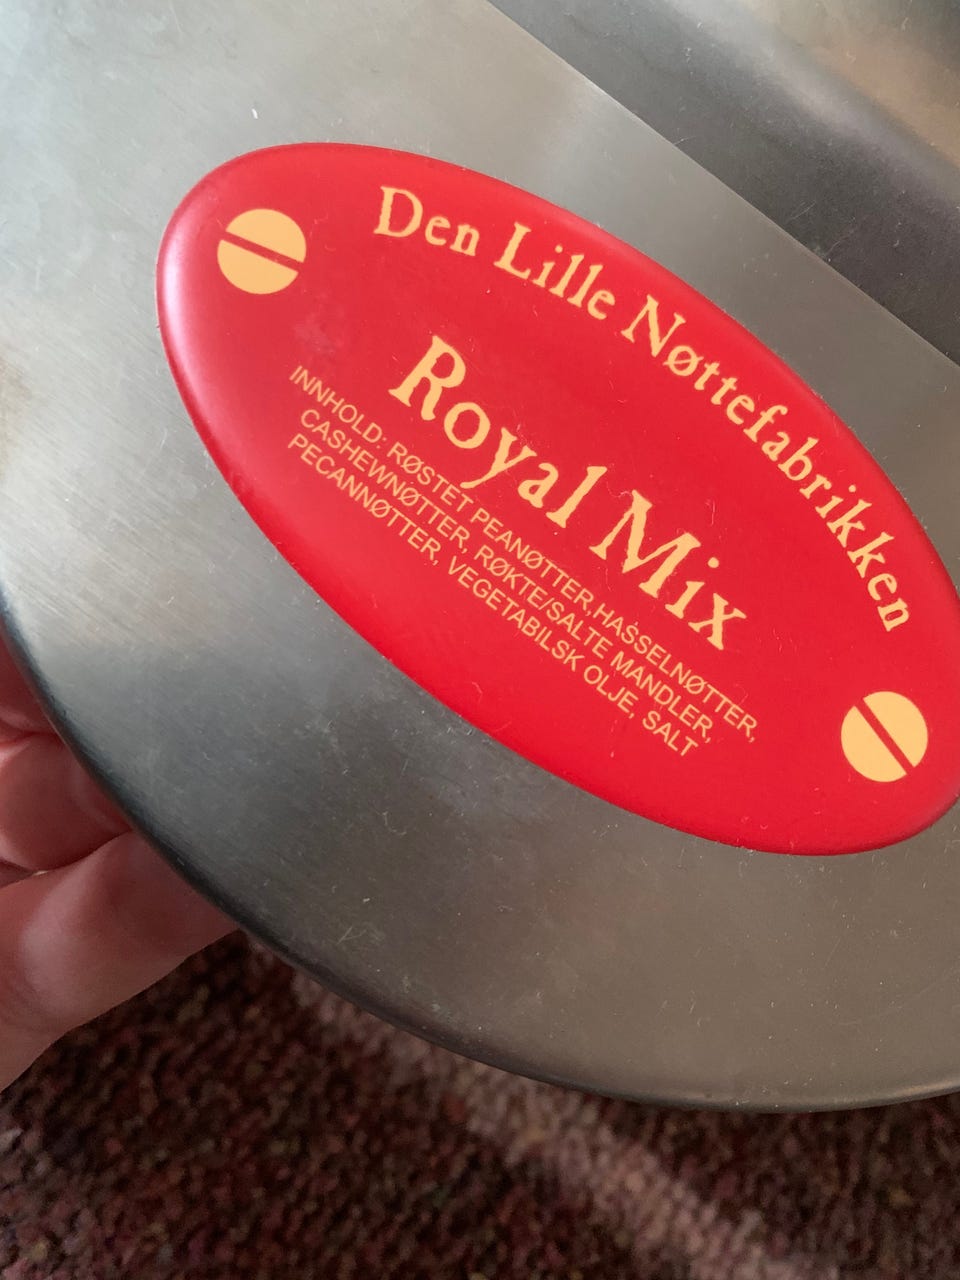 Den Lille Nøttefabrikken
Royal Mix
INNHOLD: RØSTET PEANØTTER,HASSELNØTTER,
CASHEWNØTTER, RØKTE/SALTE MANDLER,
PECANNØTTER, VEGETABILSK OLJE, SALT